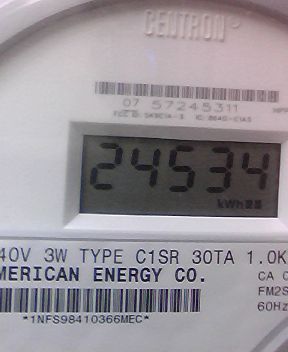 CENTRON®
07 57245311
24534
kWh
40V 3W TYPE C1SR 30TA 1.0K
MERICAN ENERGY CO.
CA
FM2S
60Hz
*1NFS98410366MEC*